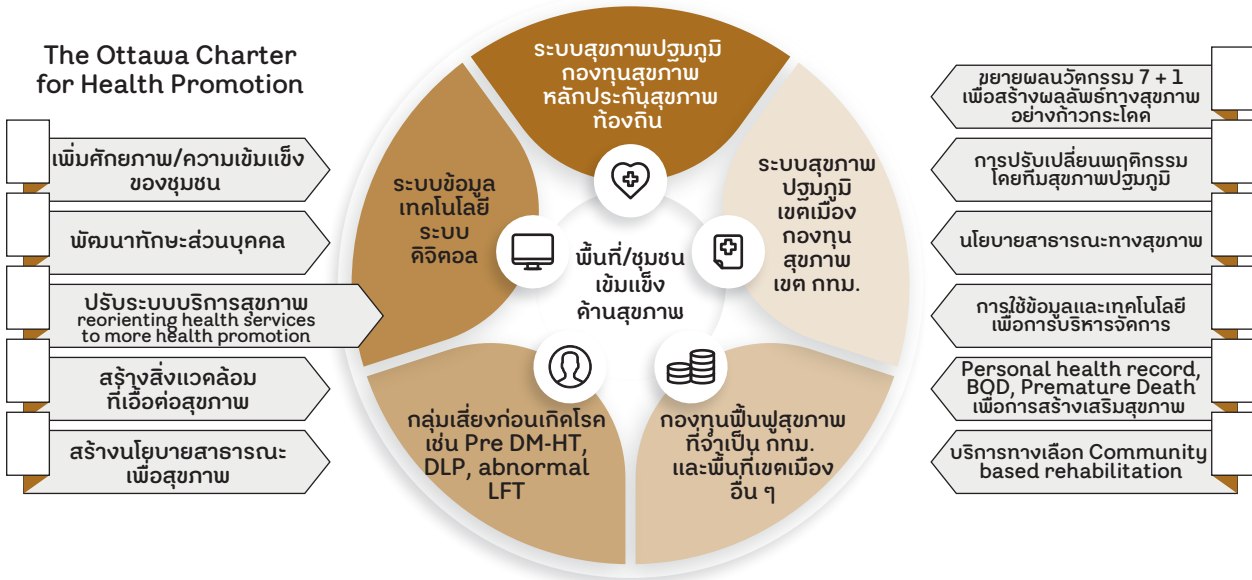 The Ottawa Charter
for Health Promotion
เพิ่มศักยภาพ/ความเข้มแข็ง
ของชุมชน
พัฒนาทักษะส่วนบุคคล
ปรับระบบบริการสุขภาพ
reorienting health services
to more health promotion
สร้างสิ่งแวดล้อม
ที่เอื้อต่อสุขภาพ
สร้างนโยบายสาธารณะ
เพื่อสุขภาพ
ระบบสุขภาพปฐมภูมิ
กองทุนสุขภาพ
หลักประกันสุขภาพ
ท้องถิ่น
ระบบข้อมูล
เทคโนโลยี
ระบบ
ดิจิตอล
ระบบสุขภาพ
ปฐมภูมิ
เขตเมือง
กองทุน
สุขภาพ
เขต กทม.
พื้นที่/ชุมชน
เข้มแข็ง
ด้านสุขภาพ
กลุ่มเสี่ยงก่อนเกิดโรค
เช่น Pre DM-HT,
DLP, abnormal
LFT
กองทุนฟื้นฟูสุขภาพ
ที่จำเป็น กทม.
และพื้นที่เขตเมือง
อื่น ๆ
ขยายผลนวัตกรรม 7 + 1
เพื่อสร้างผลลัพธ์ทางสุขภาพ
อย่างก้าวกระโดด
การปรับเปลี่ยนพฤติกรรม
โดยทีมสุขภาพปฐมภูมิ
นโยบายสาธารณะทางสุขภาพ
การใช้ข้อมูลและเทคโนโลยี
เพื่อการบริหารจัดการ
Personal health record,
BOD, Premature Death
เพื่อการสร้างเสริมสุขภาพ
บริการทางเลือก Community
based rehabilitation